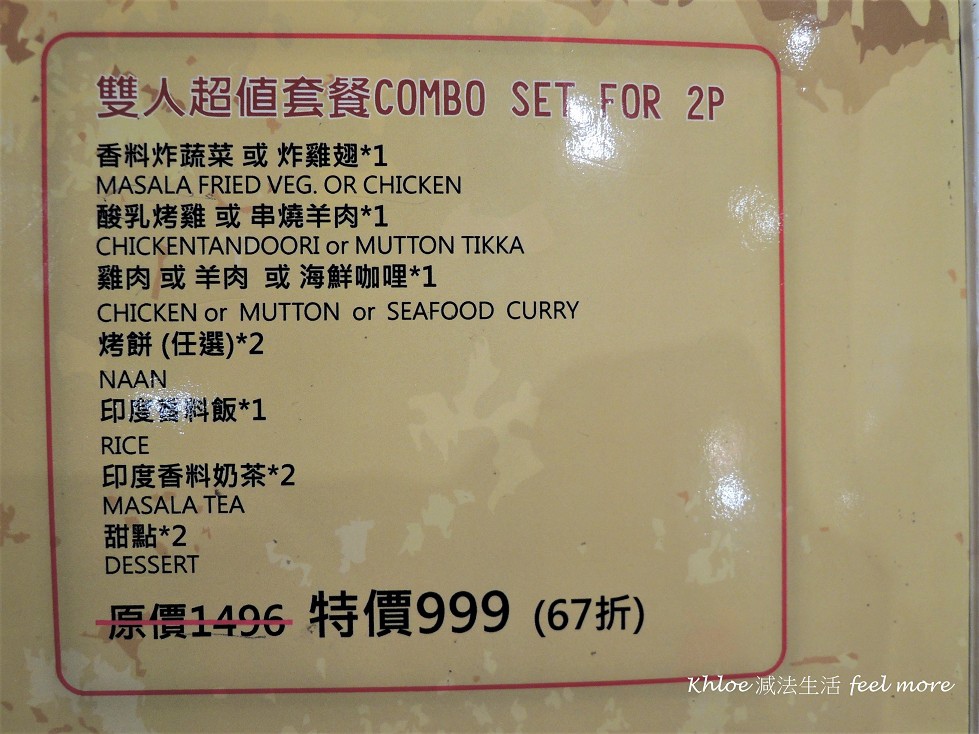 雙人超值套餐COMBO SET FOR 2P
香料炸蔬菜 或 炸雞翅*1
MASALA FRIED VEG. OR CHICKEN
酸乳烤雞 或 串燒羊肉*1
CHICKENTANDOORI or MUTTON TIKKA
雞肉 或 羊肉 或 海鮮咖哩*1
CHICKEN or MUTTON or SEAFOOD CURRY
烤餅 (任選)*2
NAAN
印度香料飯*1
RICE
印度香料奶茶*2
MASALA TEA
甜點*2
DESSERT
原價1496 特價999 (67折)
Khloe 減法生活 feel more